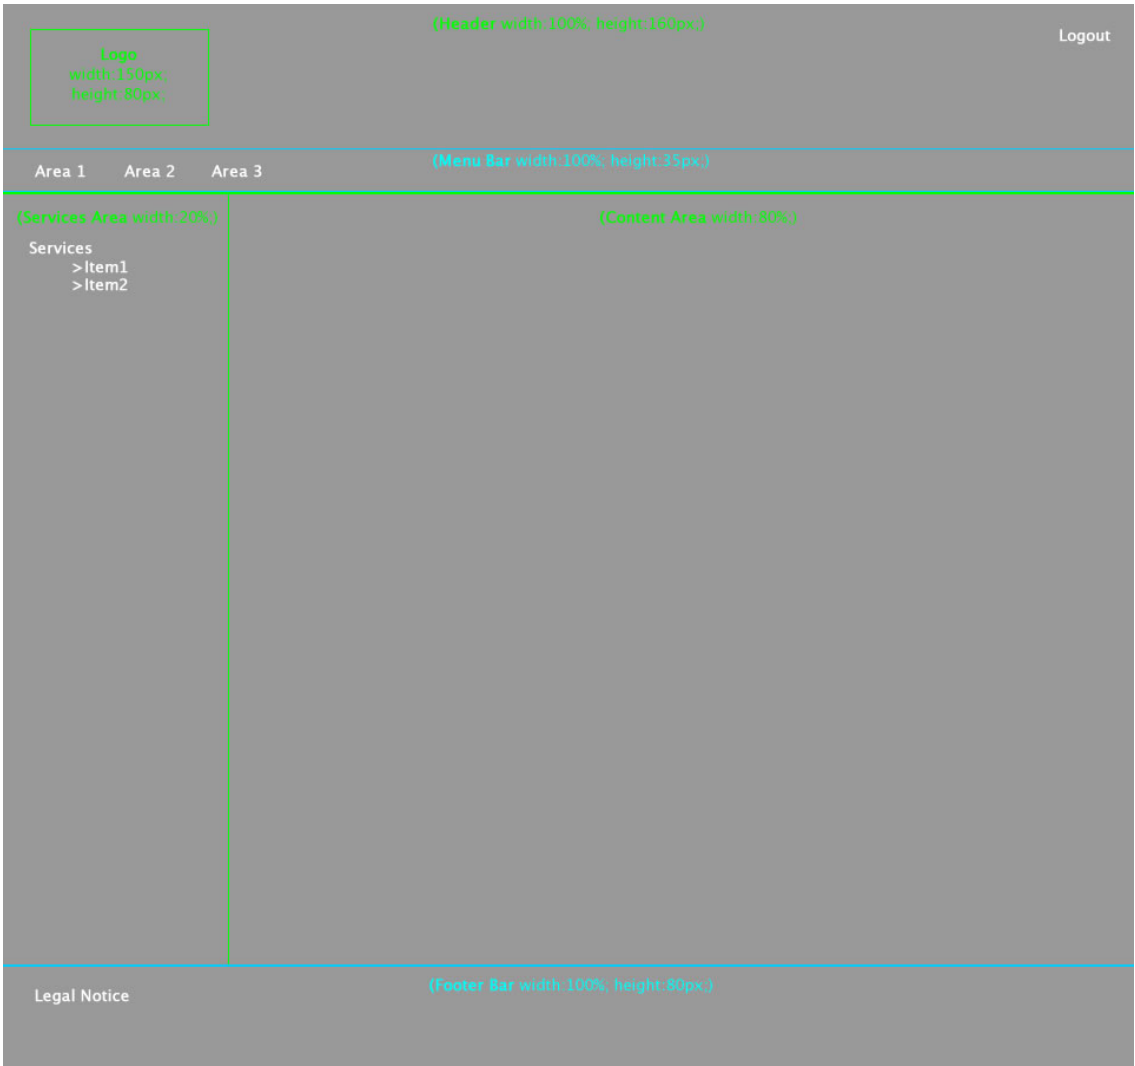 (Header width:100%; height:160px;)
Logout
Logo
width:150px;
height:80px;
(Menu Bar width:100%; height:35px;)
Area 1 Area 2 Area 3
(Services Area width:20%;)
(Content Area width:80%;)
Services
>Item1
>Item2
(Footer Bar width:100%; height:80px;)
Legal Notice